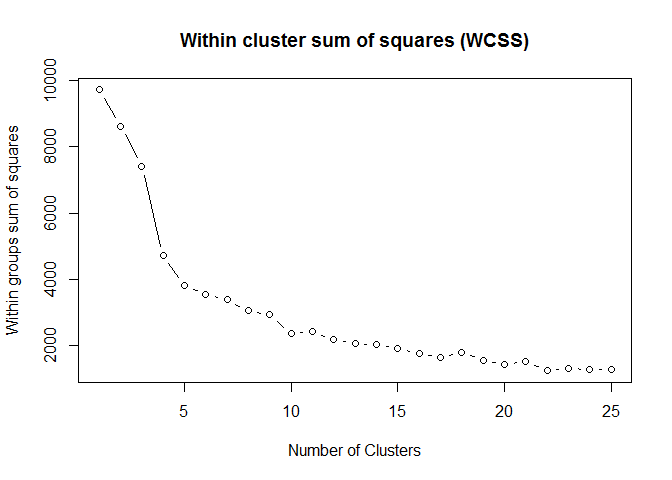 Within cluster sum of squares (WCSS)
Within groups sum of squares
10000
8000
6000
4000
2000
5 10 15 20 25
Number of Clusters